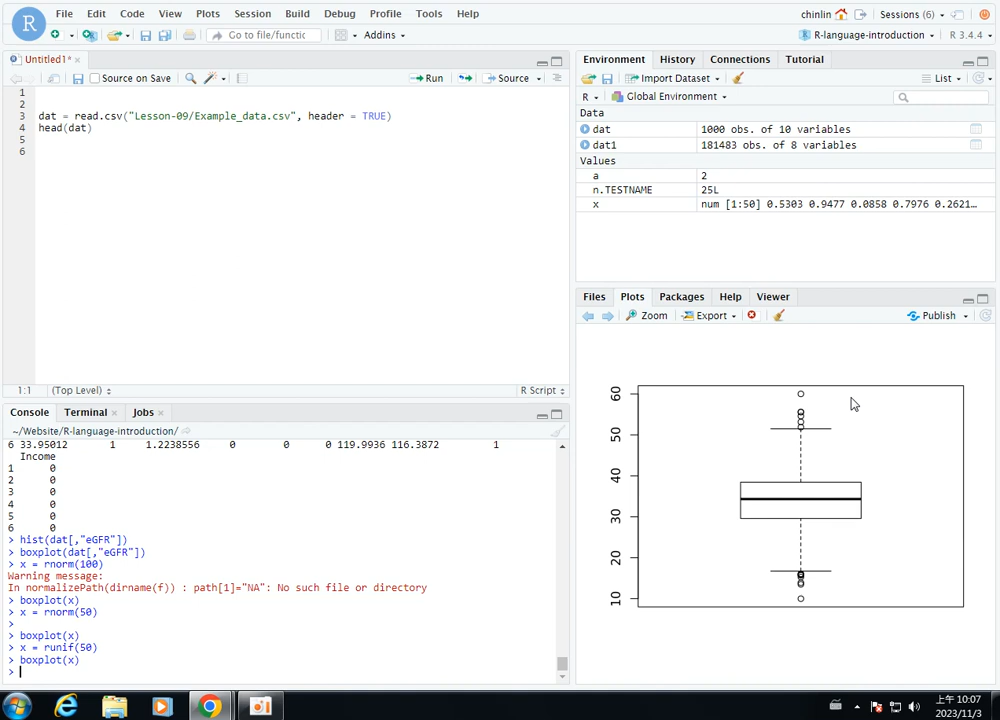 File Edit Code View Plots Session Build Debug Profile Tools Help
chinlin Sessions (6)
Go to file/functic Addins
R-language-introduction R 3.4.4
Untitled1*
Source on Save Run Source
1
2
3 dat = read.csv("Lesson-09/Example_data.csv", header = TRUE)
4 head(dat)
5
6
1:1 (Top Level) R Script
Console Terminal Jobs
~/Website/R-language-introduction/
6 33.95012 1 1.2238556 0 0 0 119.9936 116.3872 1
Income
1 0
2 0
3 0
4 0
5 0
6 0
> hist(dat[,"eGFR"])
> boxplot(dat[,"eGFR"])
> x = rnorm(100)
Warning message:
In normalizePath(dirname(f)) : path[1]="NA": No such file or directory
> boxplot(x)
> x = rnorm(50)
>
> boxplot(x)
> x = runif(50)
> boxplot(x)
>
Environment History Connections Tutorial
Import Dataset List
R Global Environment
Data
dat 1000 obs. of 10 variables
dat1 181483 obs. of 8 variables
Values
a 2
n.TESTNAME 25L
x num [1:50] 0.5303 0.9477 0.0858 0.7976 0.2621…
Files Plots Packages Help Viewer
Zoom Export Publish
60
50
40
30
20
10
上午 10:07
2023/11/3